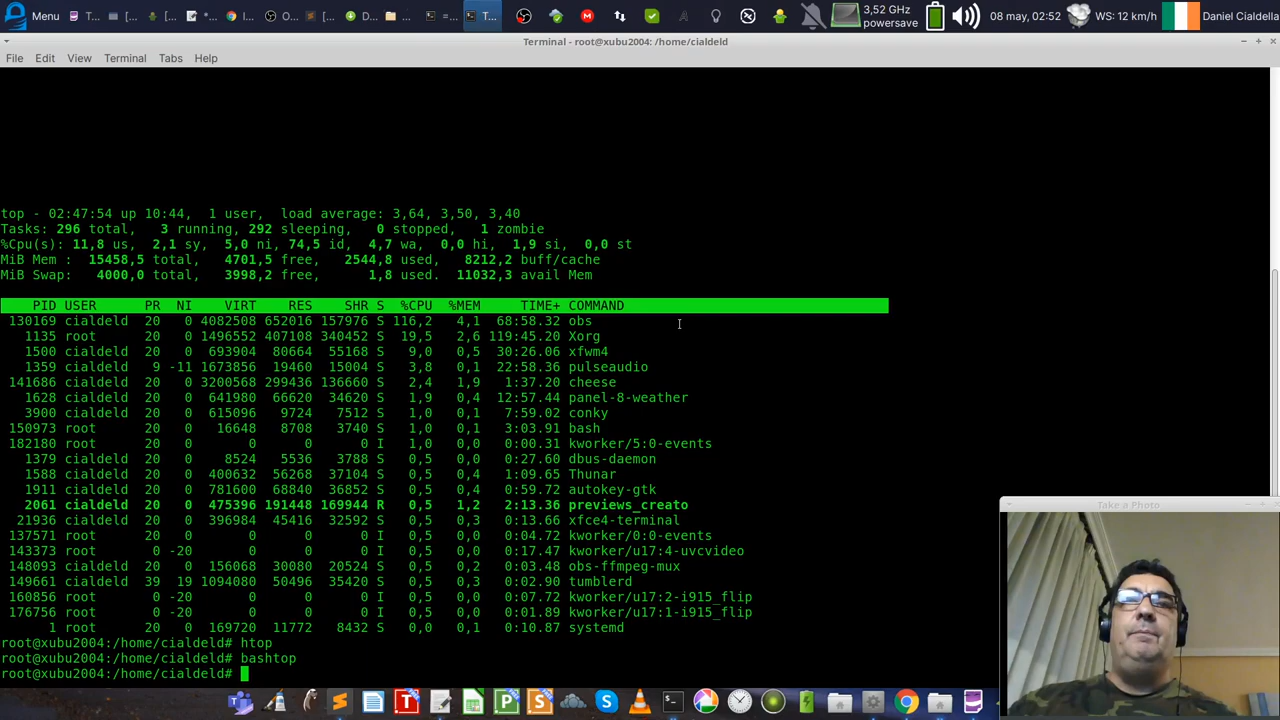 Menu T... [... [... *... I... O... [... D... =... T... 3,52 GHz powersave 08 may, 02:52 WS: 12 km/h Daniel Cialdella
Terminal - root@xubu2004: /home/cialdeld
File Edit View Terminal Tabs Help
top - 02:47:54 up 10:44, 1 user, load average: 3,64, 3,50, 3,40
Tasks: 296 total, 3 running, 292 sleeping, 0 stopped, 1 zombie
%Cpu(s): 11,8 us, 2,1 sy, 5,0 ni, 74,5 id, 4,7 wa, 0,0 hi, 1,9 si, 0,0 st
MiB Mem : 15458,5 total, 4701,5 free, 2544,8 used, 8212,2 buff/cache
MiB Swap: 4000,0 total, 3998,2 free, 1,8 used. 11032,3 avail Mem
PID USER PR NI VIRT RES SHR S %CPU %MEM TIME+ COMMAND
130169 cialdeld 20 0 4082508 652016 157976 S 116,2 4,1 68:58.32 obs
1135 root 20 0 1496552 407108 340452 S 19,5 2,6 119:45.20 Xorg
1500 cialdeld 20 0 693904 80664 55168 S 9,0 0,5 30:26.06 xfwm4
1359 cialdeld 9 -11 1673856 19460 15004 S 3,8 0,1 22:58.36 pulseaudio
141686 cialdeld 20 0 3200568 299436 136660 S 2,4 1,9 1:37.20 cheese
1628 cialdeld 20 0 641980 66620 34620 S 1,9 0,4 12:57.44 panel-8-weather
3900 cialdeld 20 0 615096 9724 7512 S 1,0 0,1 7:59.02 conky
150973 root 20 0 16648 8708 3740 S 1,0 0,1 3:03.91 bash
182180 root 20 0 0 0 0 I 1,0 0,0 0:00.31 kworker/5:0-events
1379 cialdeld 20 0 8524 5536 3788 S 0,5 0,0 0:27.60 dbus-daemon
1588 cialdeld 20 0 400632 56268 37104 S 0,5 0,4 1:09.65 Thunar
1911 cialdeld 20 0 781600 68840 36852 S 0,5 0,4 0:59.72 autokey-gtk
2061 cialdeld 20 0 475396 191448 169944 R 0,5 1,2 2:13.36 previews_creato
21936 cialdeld 20 0 396984 45416 32592 S 0,5 0,3 0:13.66 xfce4-terminal
137571 root 20 0 0 0 0 I 0,5 0,0 0:04.72 kworker/0:0-events
143373 root 0 -20 0 0 0 I 0,5 0,0 0:17.47 kworker/u17:4-uvcvideo
148093 cialdeld 20 0 156068 30080 20524 S 0,5 0,2 0:03.48 obs-ffmpeg-mux
149661 cialdeld 39 19 1094080 50496 35420 S 0,5 0,3 0:02.90 tumblerd
160856 root 0 -20 0 0 0 I 0,5 0,0 0:07.72 kworker/u17:2-i915_flip
176756 root 0 -20 0 0 0 I 0,5 0,0 0:01.89 kworker/u17:1-i915_flip
1 root 20 0 169720 11772 8432 S 0,0 0,1 0:10.87 systemd
root@xubu2004:/home/cialdeld# htop
root@xubu2004:/home/cialdeld# bashtop
root@xubu2004:/home/cialdeld#
Take a Photo